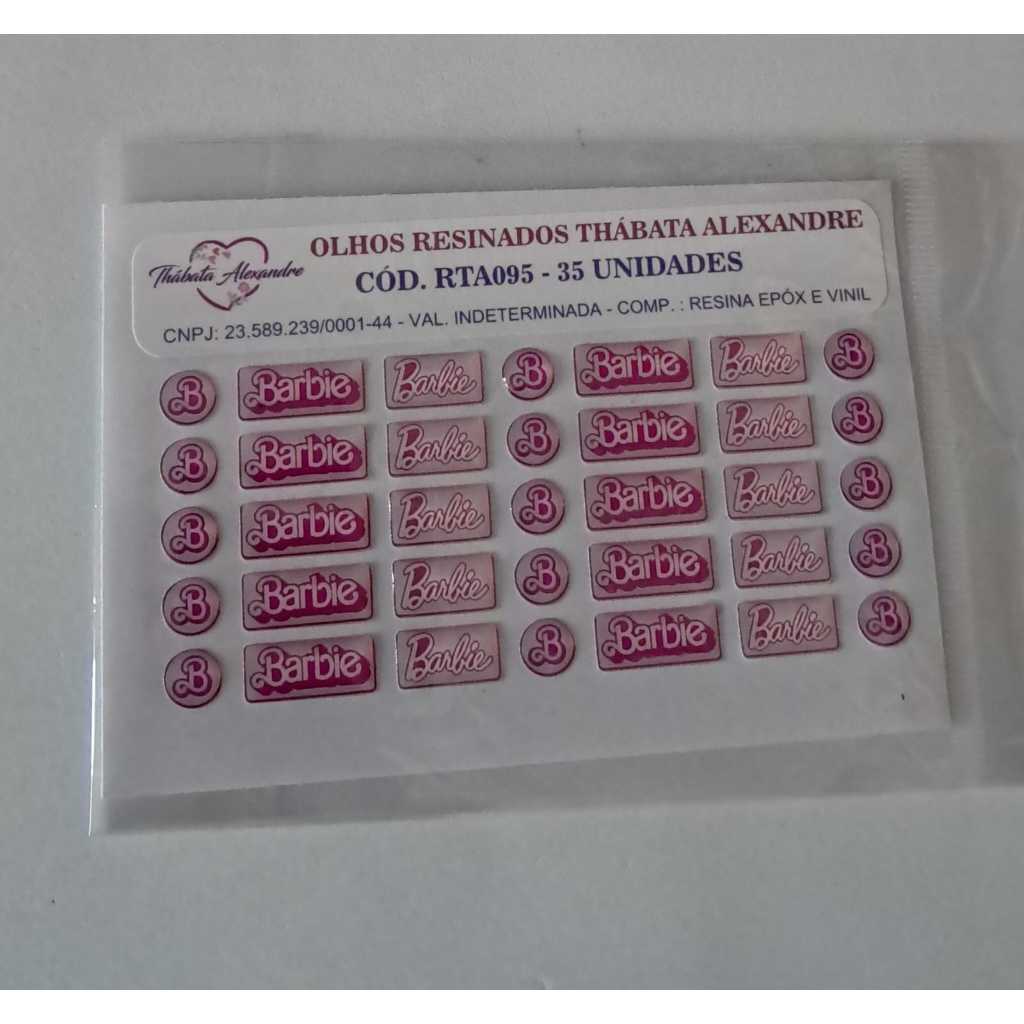 Thábata Alexandre
OLHOS RESINADOS THÁBATA ALEXANDRE
CÓD. RTA095 - 35 UNIDADES
CNPJ: 23.589.239/0001-44 - VAL. INDETERMINADA - COMP. : RESINA EPÓX E VINIL
B Barbie Barbie B Barbie Barbie B
B Barbie Barbie B Barbie Barbie B
B Barbie Barbie B Barbie Barbie B
B Barbie Barbie B Barbie Barbie B
B Barbie Barbie B Barbie Barbie B